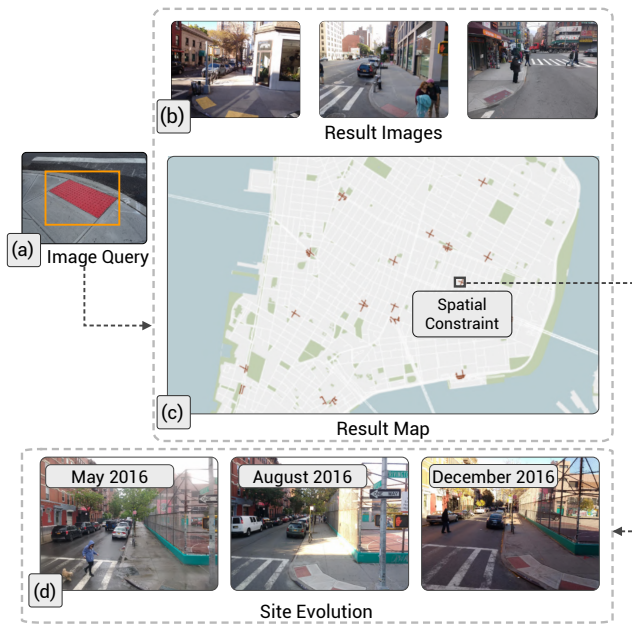 (b)
Result Images
(a)
Image Query
Spatial
Constraint
(c)
Result Map
May 2016
August 2016
December 2016
(d)
Site Evolution